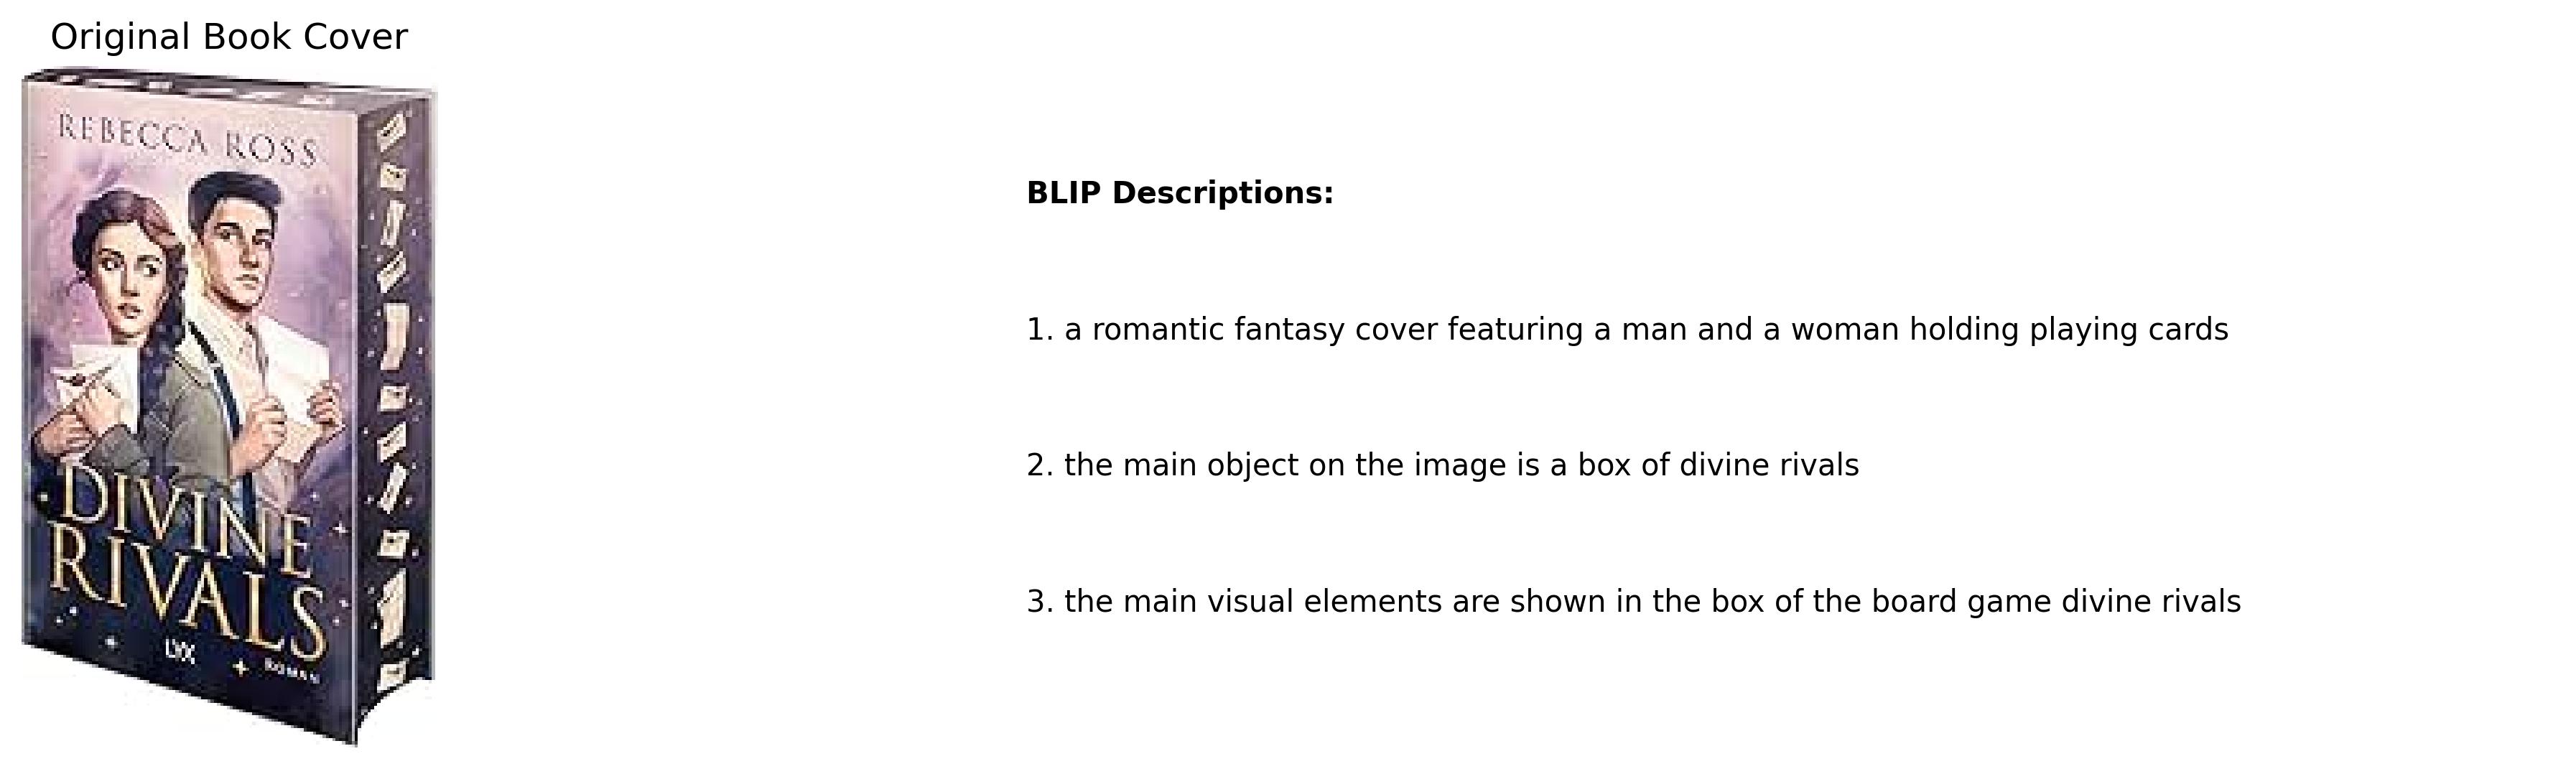 Original Book Cover
REBECCA ROSS
DIVINE
RIVALS
LYX
ROMAN
BLIP Descriptions:
1. a romantic fantasy cover featuring a man and a woman holding playing cards
2. the main object on the image is a box of divine rivals
3. the main visual elements are shown in the box of the board game divine rivals